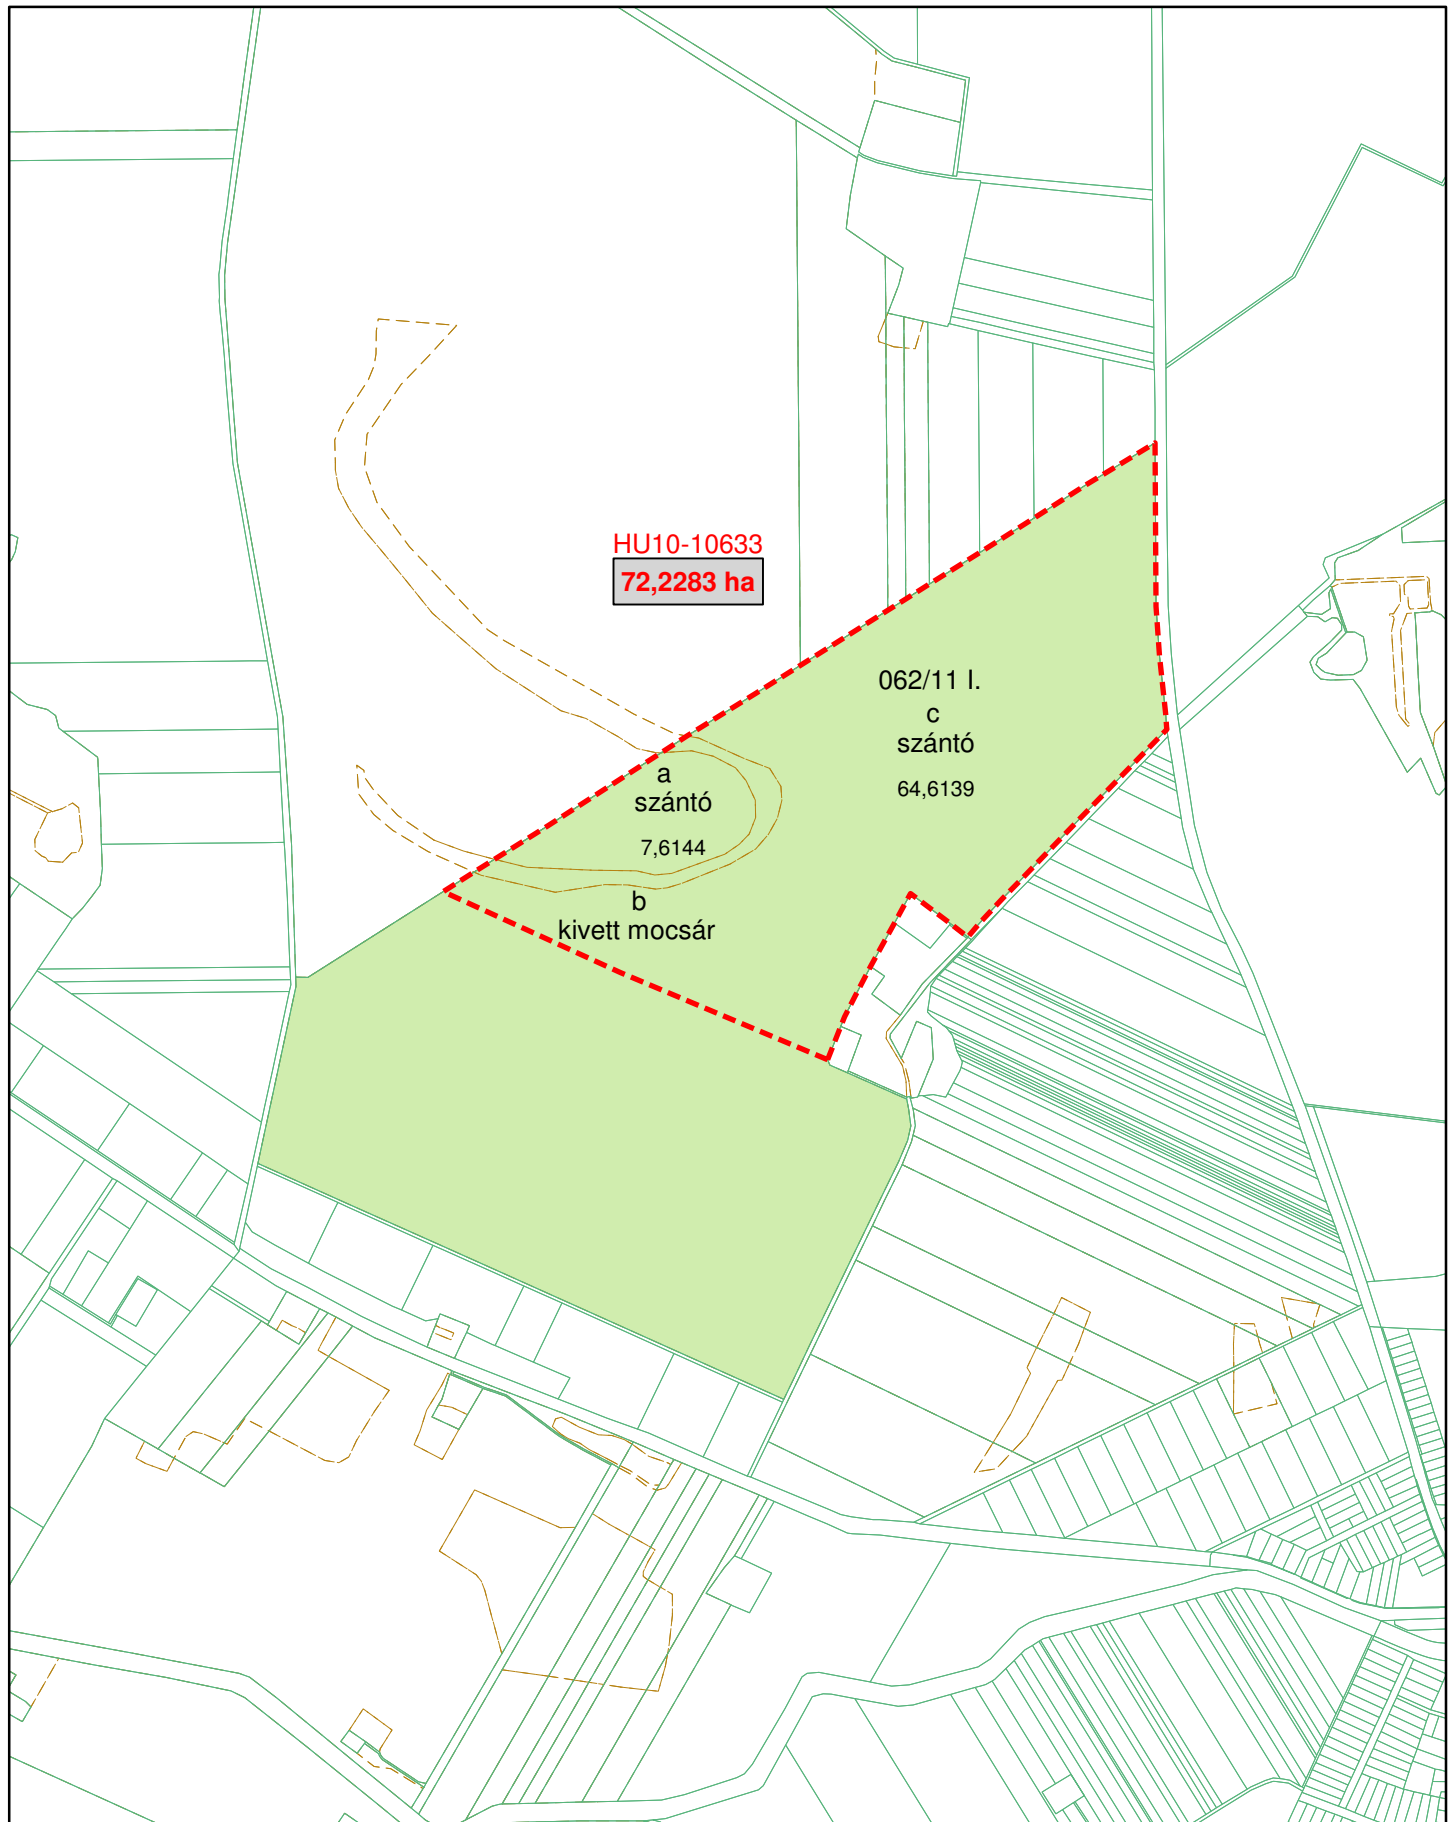 HU10-10633
72,2283 ha
062/11 I.
c
szántó
64,6139
a
szántó
7,6144
b
kivett mocsár